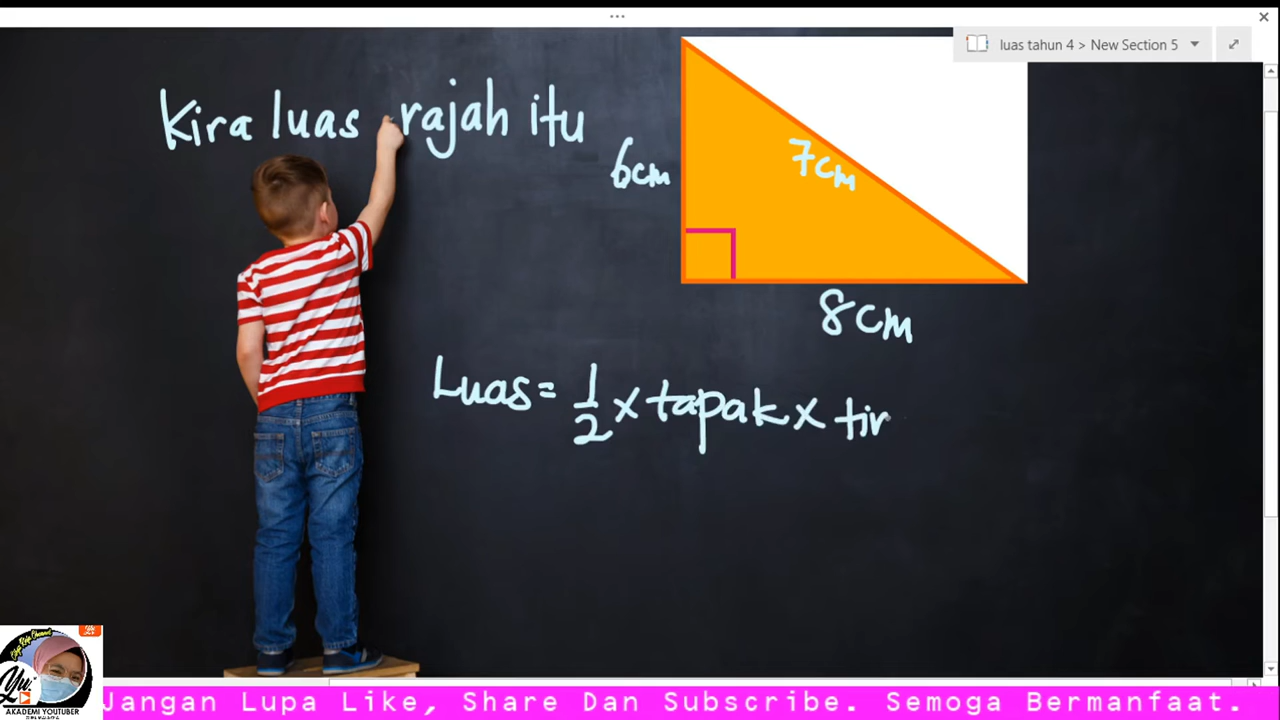 luas tahun 4 > New Section 5
Kira luas rajah itu
6cm
7cm
8cm
Luas = 1/2 x tapak x tin
Jangan Lupa Like, Share Dan Subscribe. Semoga Bermanfaat.
AKADEMI YOUTUBER